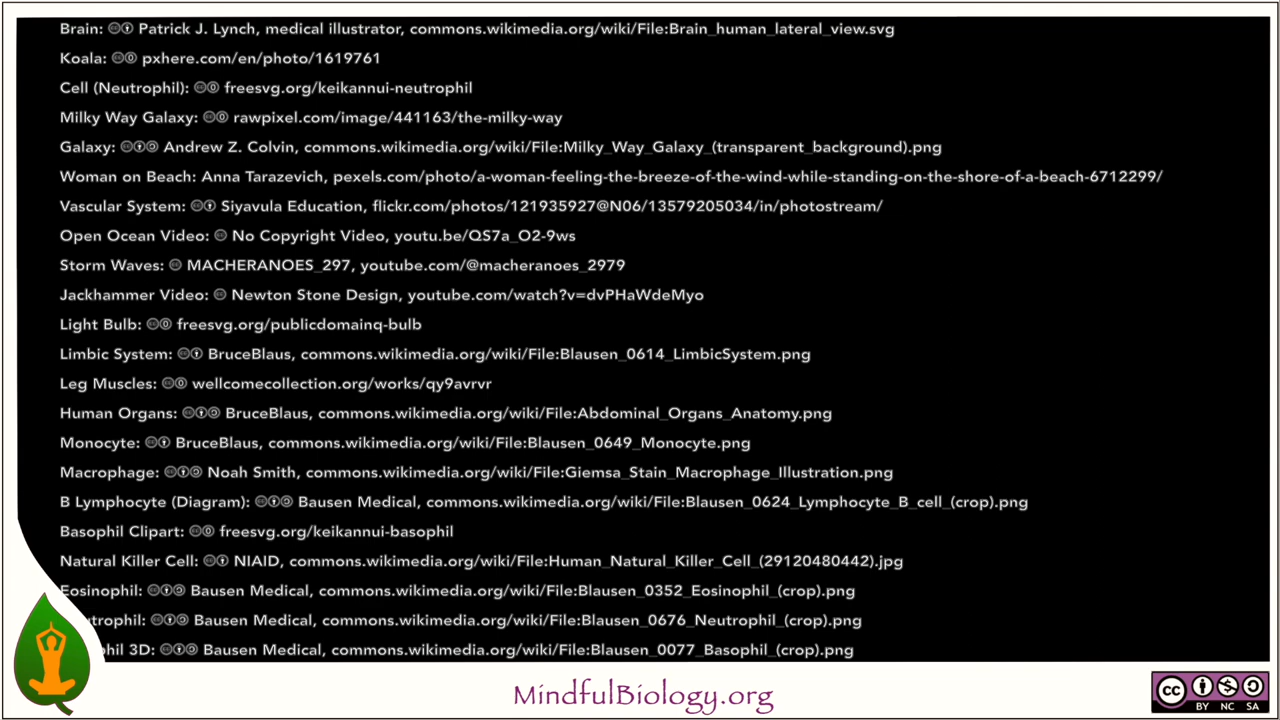 Brain: Patrick J. Lynch, medical illustrator, commons.wikimedia.org/wiki/File:Brain_human_lateral_view.svg
Koala: pxhere.com/en/photo/1619761
Cell (Neutrophil): freesvg.org/keikannui-neutrophil
Milky Way Galaxy: rawpixel.com/image/441163/the-milky-way
Galaxy: Andrew Z. Colvin, commons.wikimedia.org/wiki/File:Milky_Way_Galaxy_(transparent_background).png
Woman on Beach: Anna Tarazevich, pexels.com/photo/a-woman-feeling-the-breeze-of-the-wind-while-standing-on-the-shore-of-a-beach-6712299/
Vascular System: Siyavula Education, flickr.com/photos/121935927@N06/13579205034/in/photostream/
Open Ocean Video: No Copyright Video, youtu.be/QS7a_O2-9ws
Storm Waves: MACHERANOES_297, youtube.com/@macheranoes_2979
Jackhammer Video: Newton Stone Design, youtube.com/watch?v=dvPHaWdeMyo
Light Bulb: freesvg.org/publicdomainq-bulb
Limbic System: BruceBlaus, commons.wikimedia.org/wiki/File:Blausen_0614_LimbicSystem.png
Leg Muscles: wellcomecollection.org/works/qy9avrvr
Human Organs: BruceBlaus, commons.wikimedia.org/wiki/File:Abdominal_Organs_Anatomy.png
Monocyte: BruceBlaus, commons.wikimedia.org/wiki/File:Blausen_0649_Monocyte.png
Macrophage: Noah Smith, commons.wikimedia.org/wiki/File:Giemsa_Stain_Macrophage_Illustration.png
B Lymphocyte (Diagram): Bausen Medical, commons.wikimedia.org/wiki/File:Blausen_0624_Lymphocyte_B_cell_(crop).png
Basophil Clipart: freesvg.org/keikannui-basophil
Natural Killer Cell: NIAID, commons.wikimedia.org/wiki/File:Human_Natural_Killer_Cell_(29120480442).jpg
Eosinophil: Bausen Medical, commons.wikimedia.org/wiki/File:Blausen_0352_Eosinophil_(crop).png
Bausen Medical, commons.wikimedia.org/wiki/File:Blausen_0676_Neutrophil_(crop).png
3D: Bausen Medical, commons.wikimedia.org/wiki/File:Blausen_0077_Basophil_(crop).png
MindfulBiology.org
cc BY NC SA